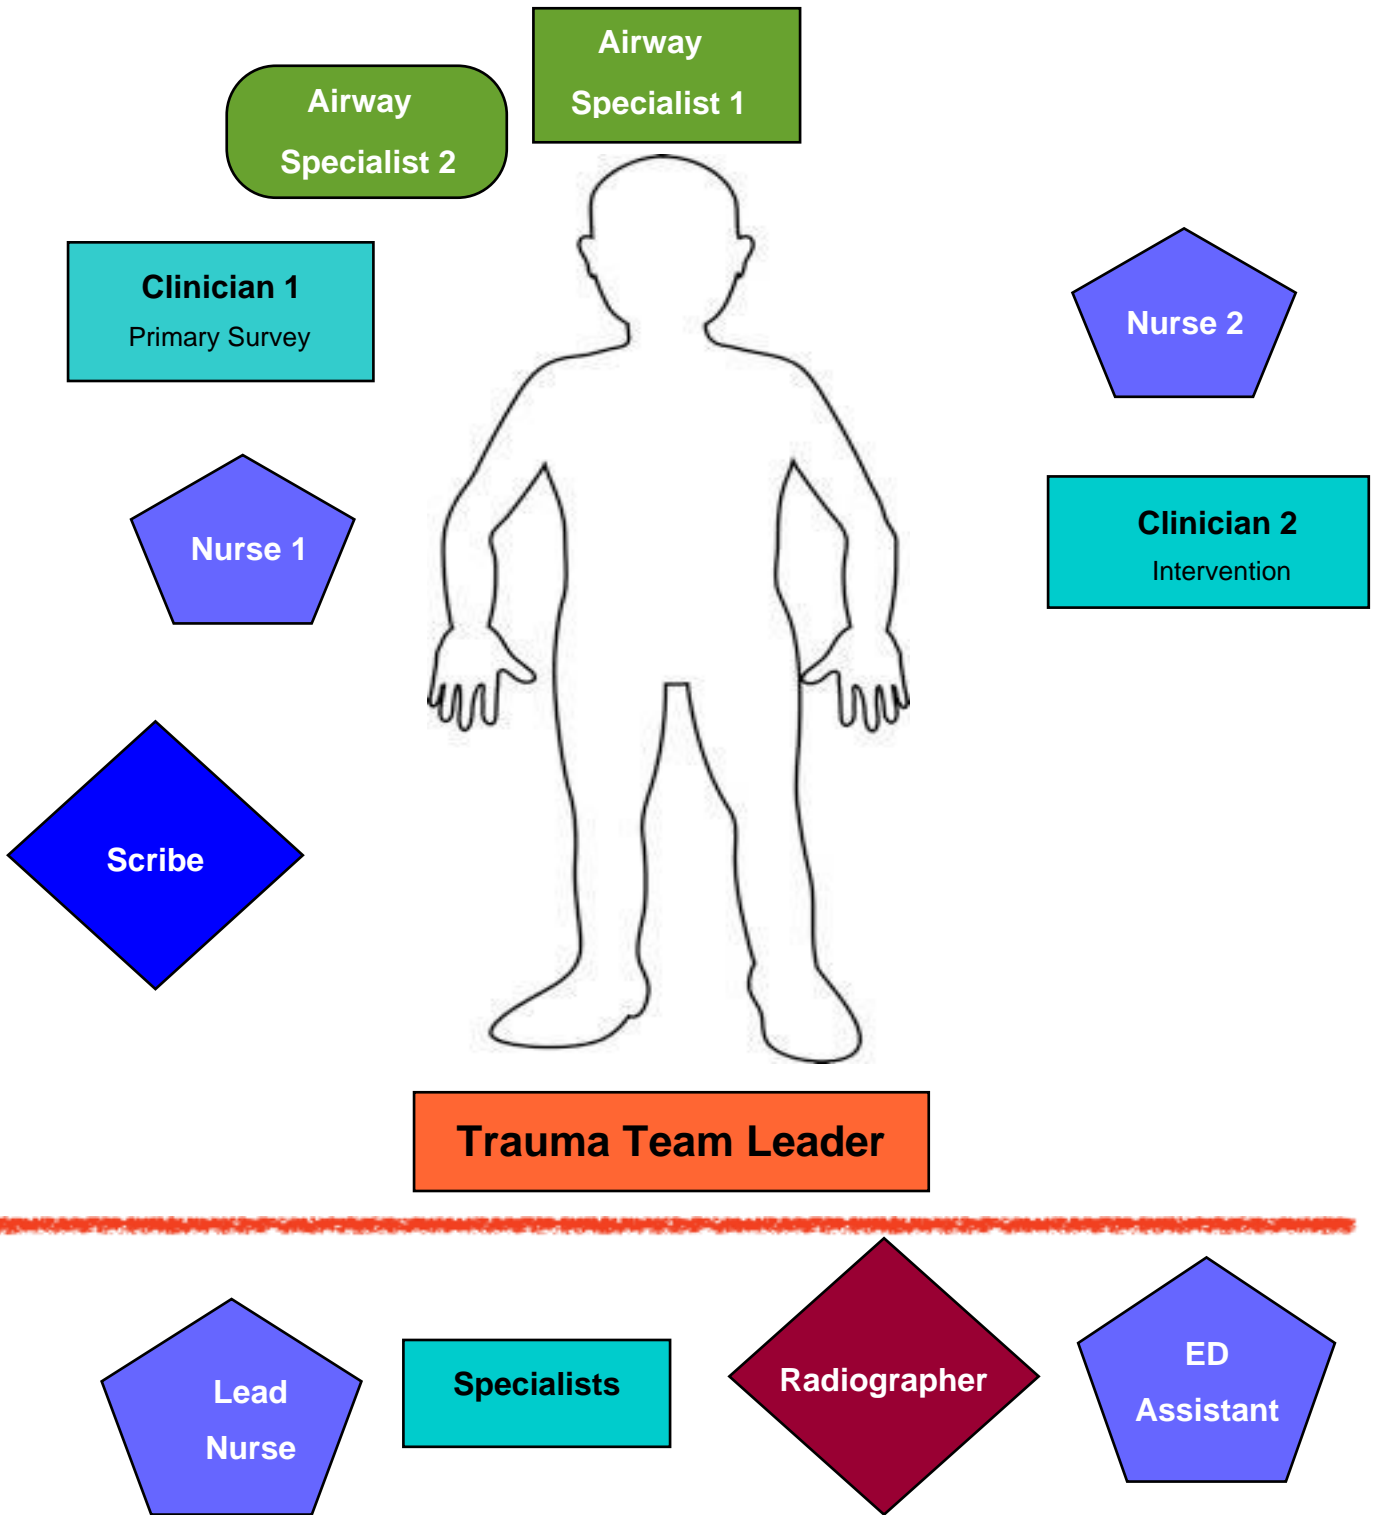 Airway
Specialist 1
Airway
Specialist 2
Clinician 1
Primary Survey
Nurse 2
Nurse 1
Clinician 2
Intervention
Scribe
Trauma Team Leader
Lead
Nurse
Specialists
Radiographer
ED
Assistant